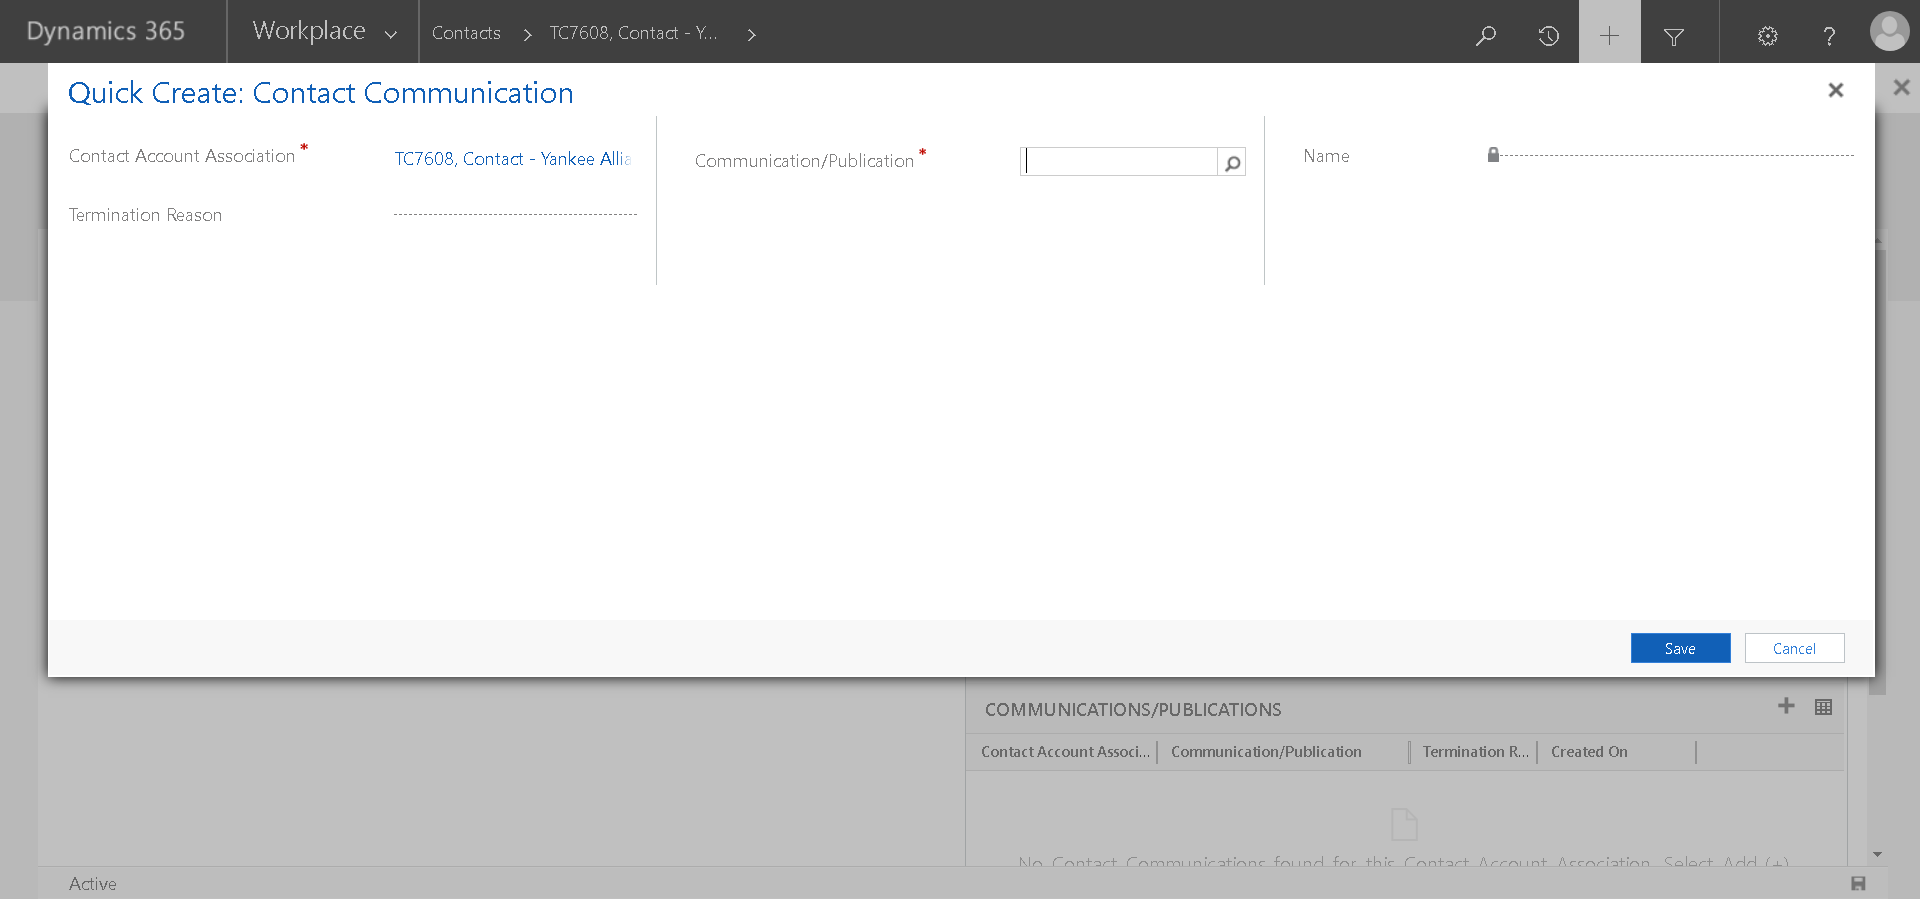 Dynamics 365
Workplace
Contacts
TC7608, Contact - Y...
Quick Create: Contact Communication
Contact Account Association *
TC7608, Contact - Yankee Allia
Communication/Publication *
Name
Termination Reason
Save
Cancel
COMMUNICATIONS/PUBLICATIONS
Contact Account Associ... Communication/Publication Termination R... Created On
No Contact Communications found for this Contact Account Association. Select Add (+)
Active